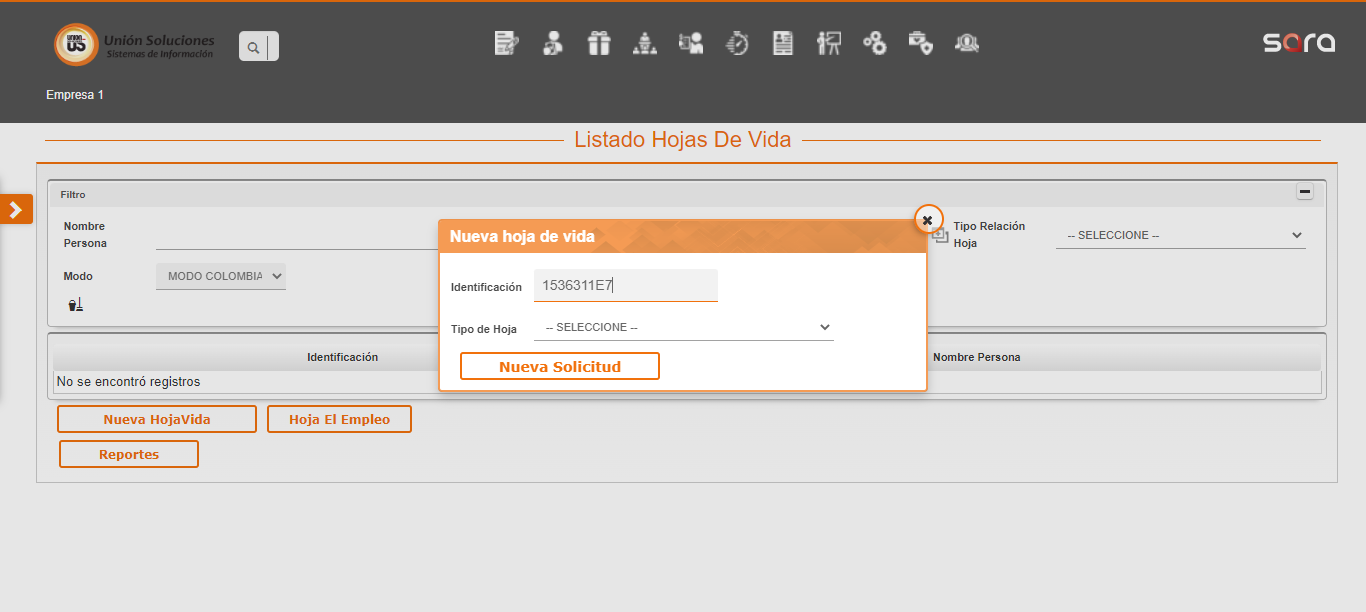 UNION
US
Unión Soluciones
Sistemas de Información
sara
Empresa 1
Listado Hojas De Vida
Filtro
Nombre Persona
Tipo Relación Hoja
-- SELECCIONE --
Modo
MODO COLOMBIA
Nueva hoja de vida
Identificación
1536311E7
Tipo de Hoja
-- SELECCIONE --
Nueva Solicitud
Identificación
Nombre Persona
No se encontró registros
Nueva HojaVida
Hoja El Empleo
Reportes